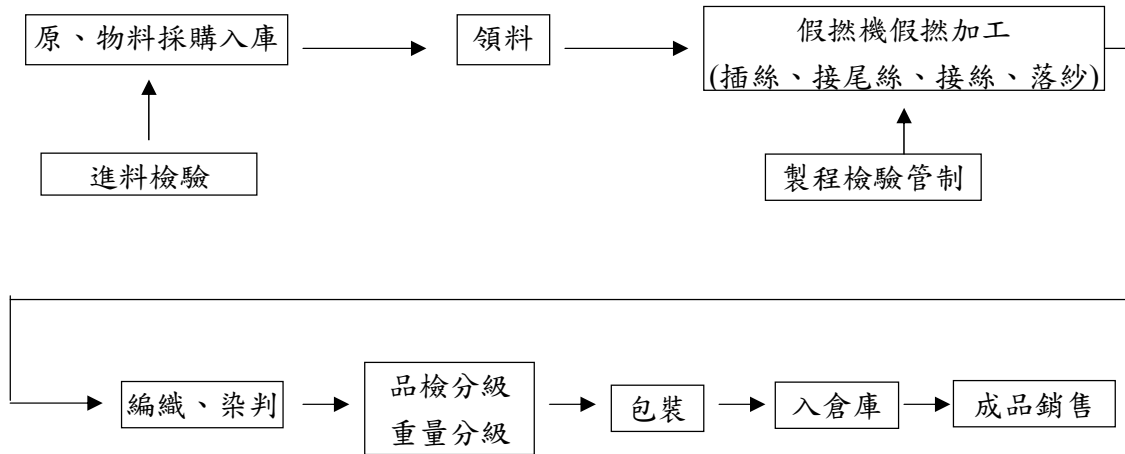 原、物料採購入庫
領料
假撚機假撚加工
(插絲、接尾絲、接絲、落紗)
進料檢驗
製程檢驗管制
編織、染判
品檢分級
重量分級
包裝
入倉庫
成品銷售